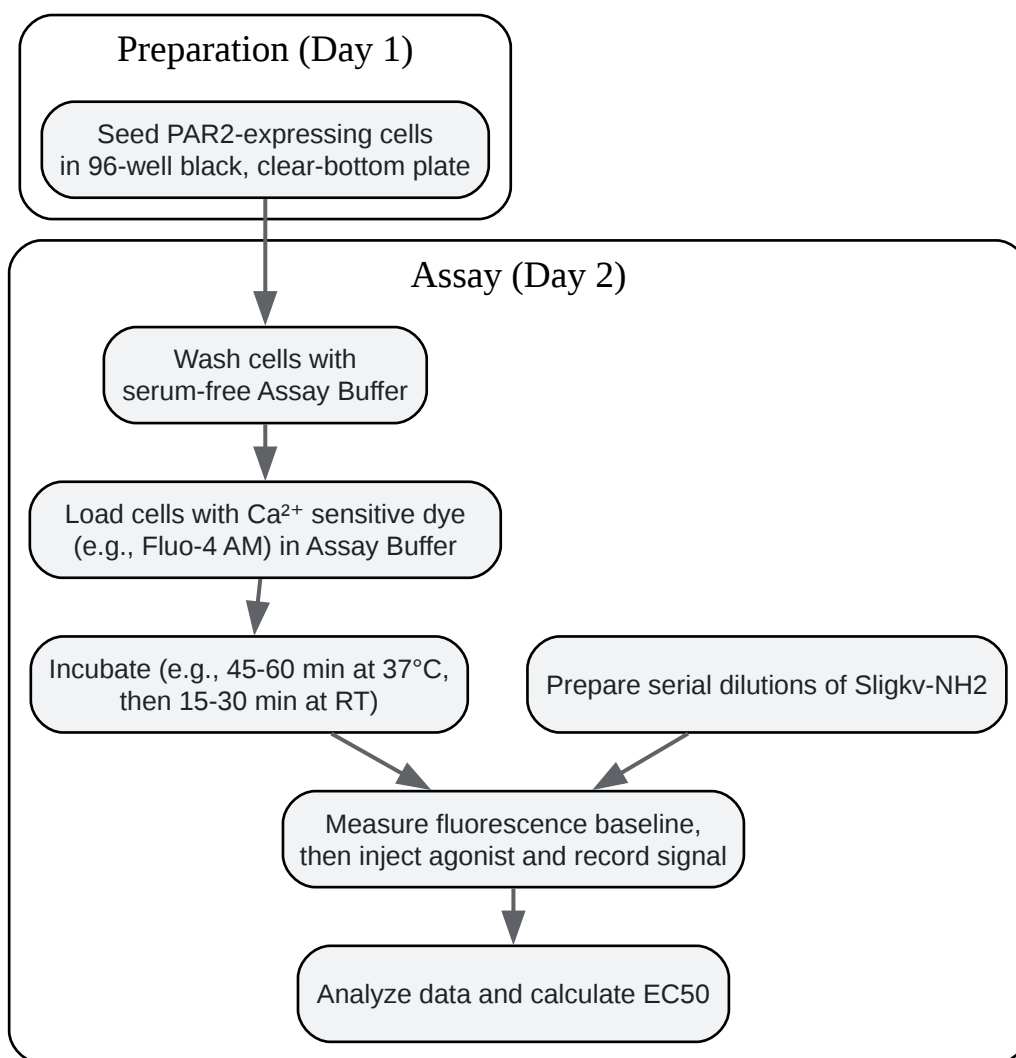 Preparation (Day 1)
Seed PAR2-expressing cells
in 96-well black, clear-bottom plate
Assay (Day 2)
Wash cells with
serum-free Assay Buffer
Load cells with Ca²⁺ sensitive dye
(e.g., Fluo-4 AM) in Assay Buffer
Incubate (e.g., 45-60 min at 37°C,
then 15-30 min at RT)
Prepare serial dilutions of Sligkv-NH2
Measure fluorescence baseline,
then inject agonist and record signal
Analyze data and calculate EC50